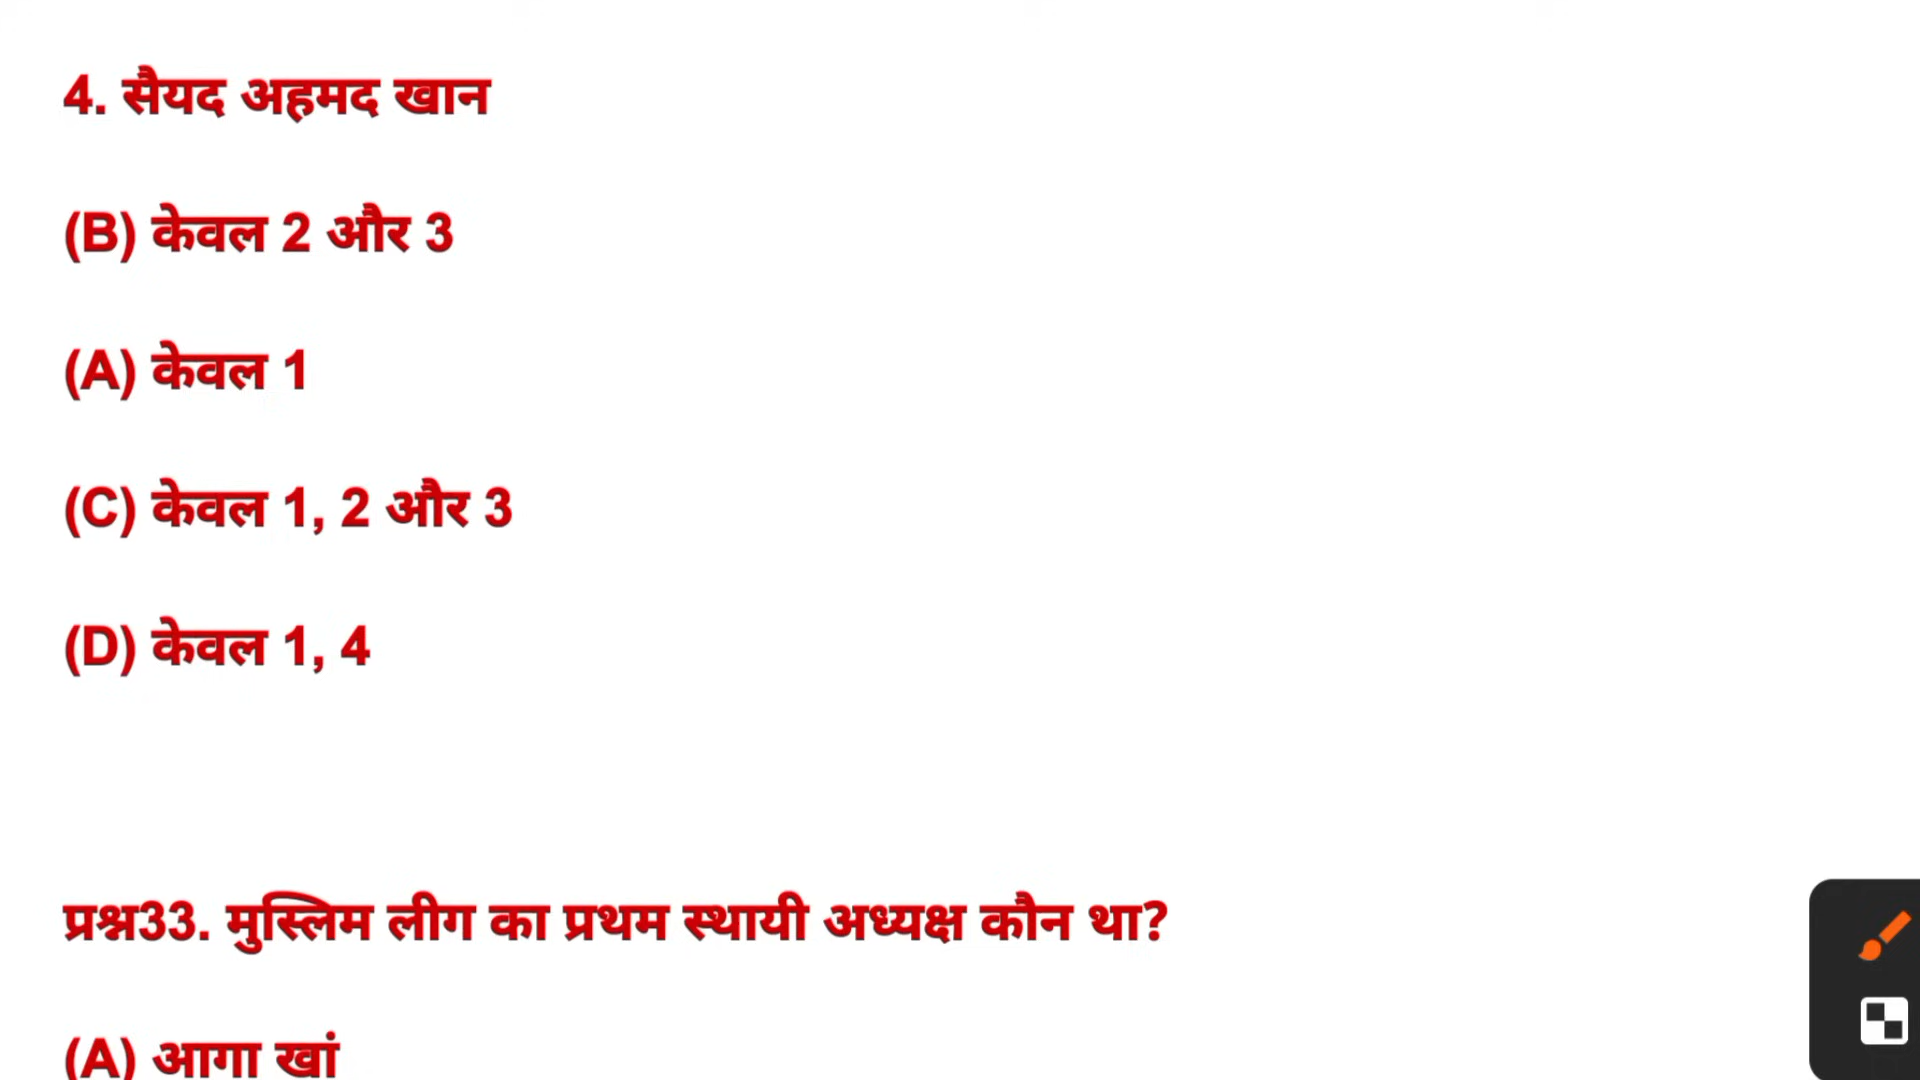 4. सैयद अहमद खान
(B) केवल 2 और 3
(A) केवल 1
(C) केवल 1, 2 और 3
(D) केवल 1, 4
प्रश्न33. मुस्लिम लीग का प्रथम स्थायी अध्यक्ष कौन था?
(A) आगा खां